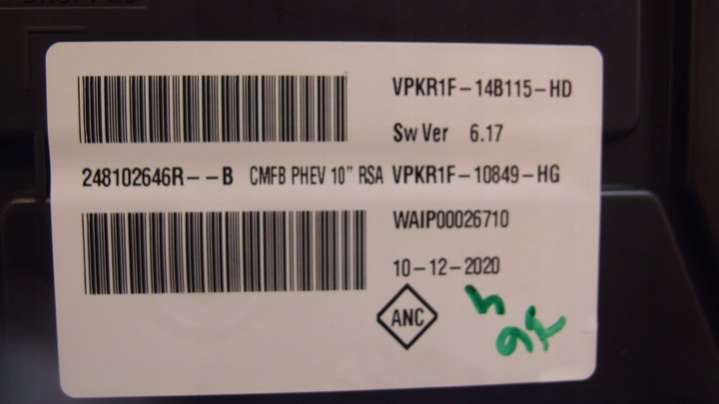 VPKR1F-14B115-HD
Sw Ver 6.17
248102646R--B CMFB PHEV 10" RSA VPKR1F-10849-HG
WAIP00026710
10-12-2020
ANC